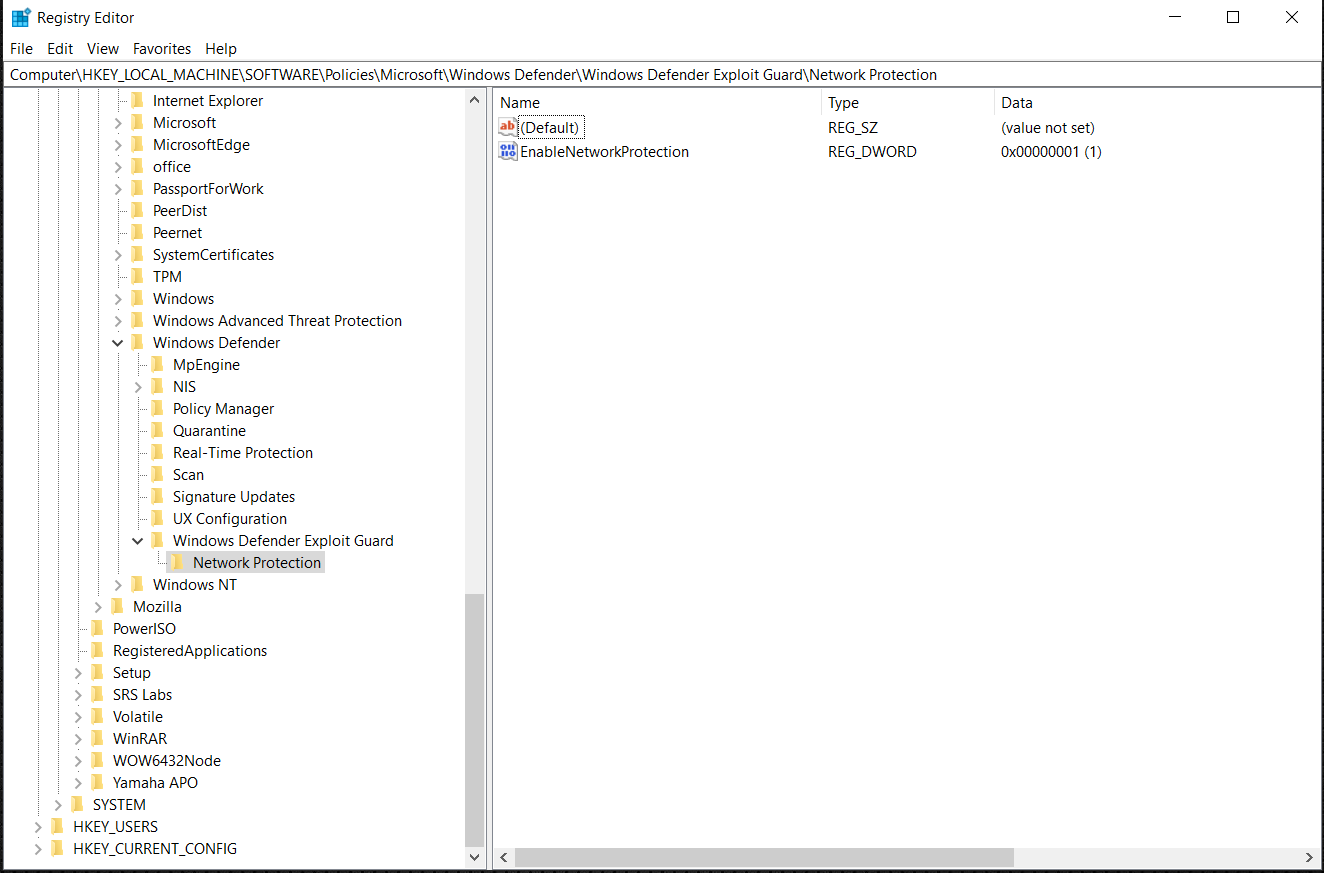 Registry Editor
File Edit View Favorites Help
Computer\HKEY_LOCAL_MACHINE\SOFTWARE\Policies\Microsoft\Windows Defender\Windows Defender Exploit Guard\Network Protection
Internet Explorer
Microsoft
MicrosoftEdge
office
PassportForWork
PeerDist
Peernet
SystemCertificates
TPM
Windows
Windows Advanced Threat Protection
Windows Defender
MpEngine
NIS
Policy Manager
Quarantine
Real-Time Protection
Scan
Signature Updates
UX Configuration
Windows Defender Exploit Guard
Network Protection
Windows NT
Mozilla
PowerISO
RegisteredApplications
Setup
SRS Labs
Volatile
WinRAR
WOW6432Node
Yamaha APO
SYSTEM
HKEY_USERS
HKEY_CURRENT_CONFIG
Name Type Data
ab (Default) REG_SZ (value not set)
EnableNetworkProtection REG_DWORD 0x00000001 (1)